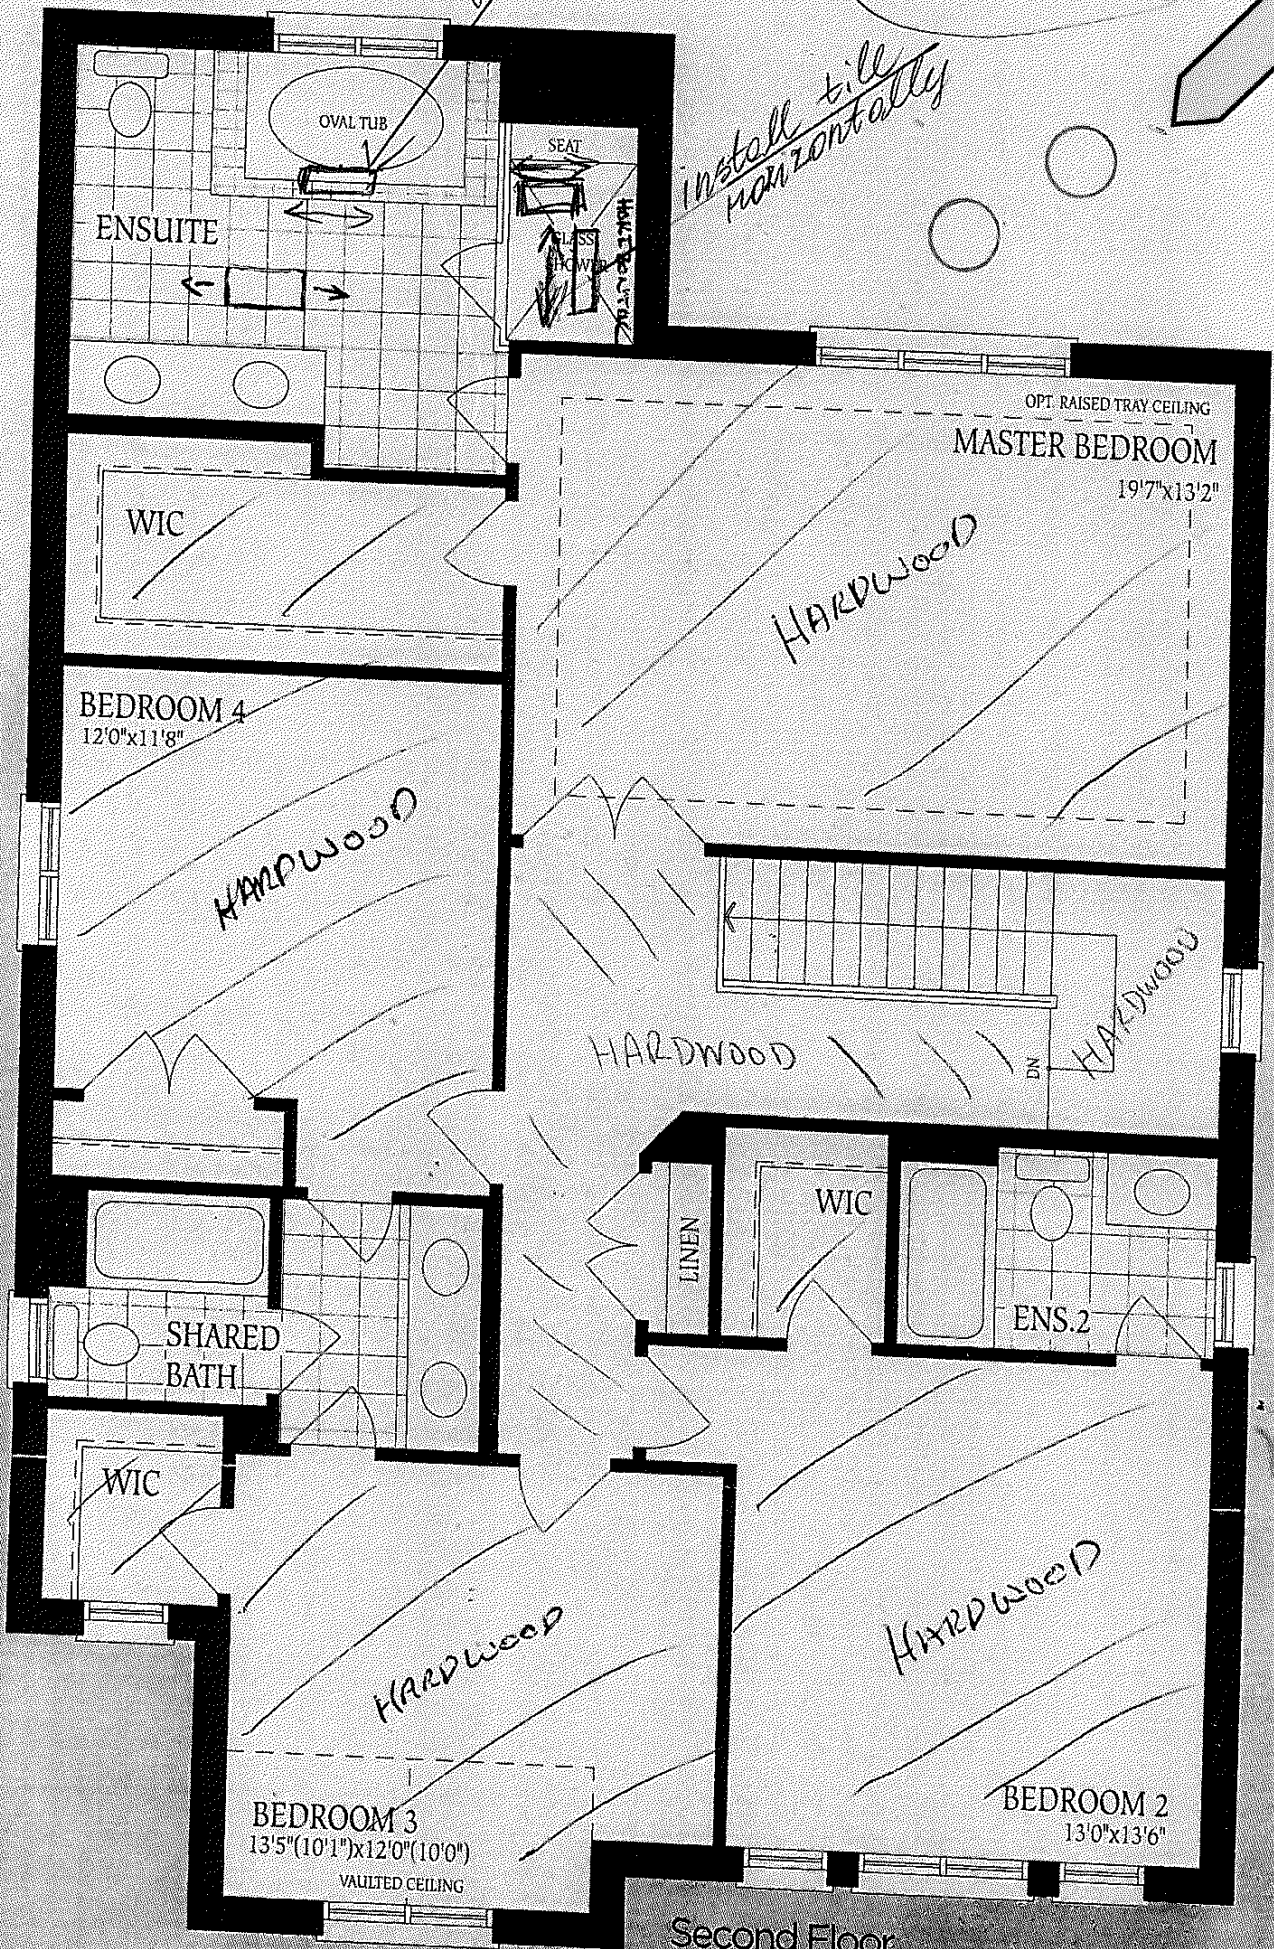 install till
horizontally
OVAL TUB
SEAT
GLASS
SHOWER
HORIZONTAL
ENSUITE
OPT. RAISED TRAY CEILING
MASTER BEDROOM
19'7"x13'2"
WIC
HARDWOOD
BEDROOM 4
12'0"x11'8"
HARDWOOD
HARDWOOD
HARDWOOD
DN
WIC
LINEN
ENS.2
SHARED
BATH
WIC
HARDWOOD
HARDWOOD
BEDROOM 3
13'5"(10'1")x12'0"(10'0")
VAULTED CEILING
BEDROOM 2
13'0"x13'6"
Second Floor